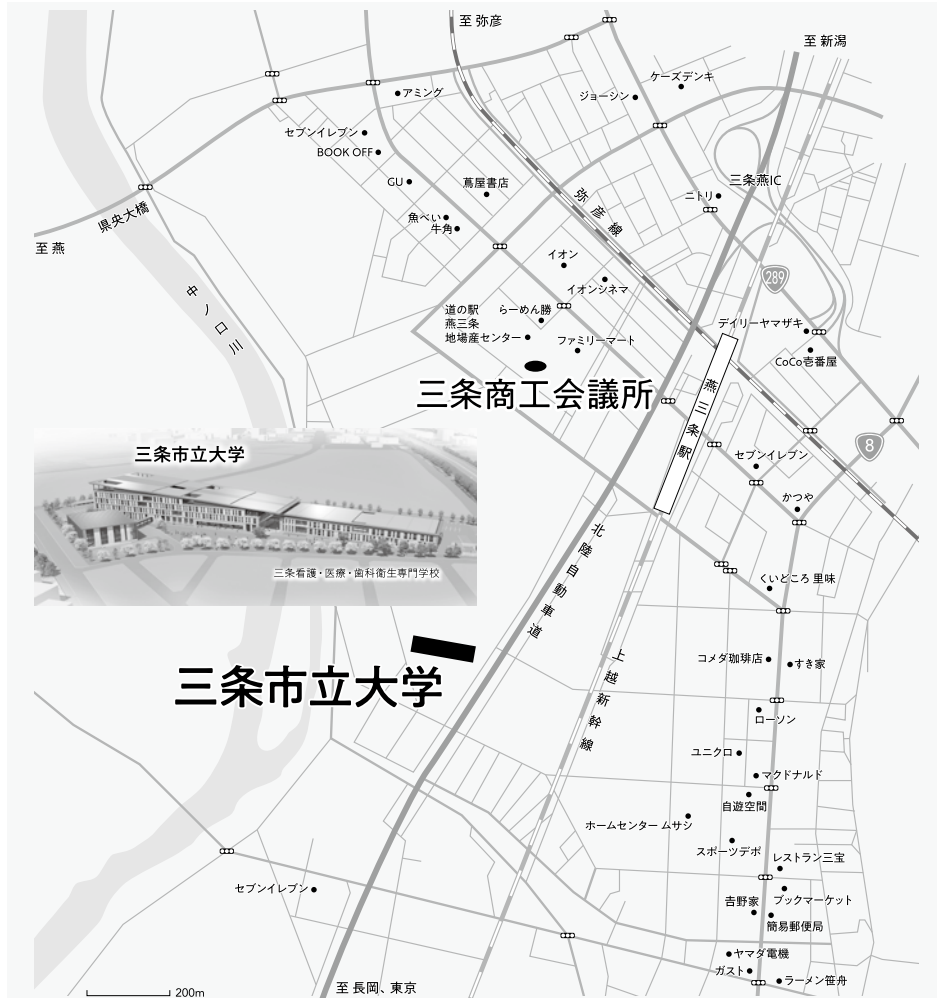 至 弥彦
至 新潟
ケーズデンキ
アミング
ジョーシン
セブンイレブン
BOOK OFF
GU
蔦屋書店
三条燕IC
ニトリ
県央大橋
魚べい
牛角
弥彦線
至 燕
イオン
イオンシネマ
289
中ノ口川
道の駅
燕三条
地場産センター
らーめん勝
ファミリーマート
デイリーヤマザキ
CoCo壱番屋
三条商工会議所
燕三条駅
8
三条市立大学
セブンイレブン
かつや
北陸自動車道
三条看護・医療・歯科衛生専門学校
くいどころ 里味
三条市立大学
上越新幹線
コメダ珈琲店
すき家
ローソン
ユニクロ
マクドナルド
自遊空間
ホームセンター ムサシ
スポーツデポ
レストラン三宝
セブンイレブン
ブックマーケット
吉野家
簡易郵便局
ヤマダ電機
ガスト
ラーメン笹舟
至 長岡、東京
200m